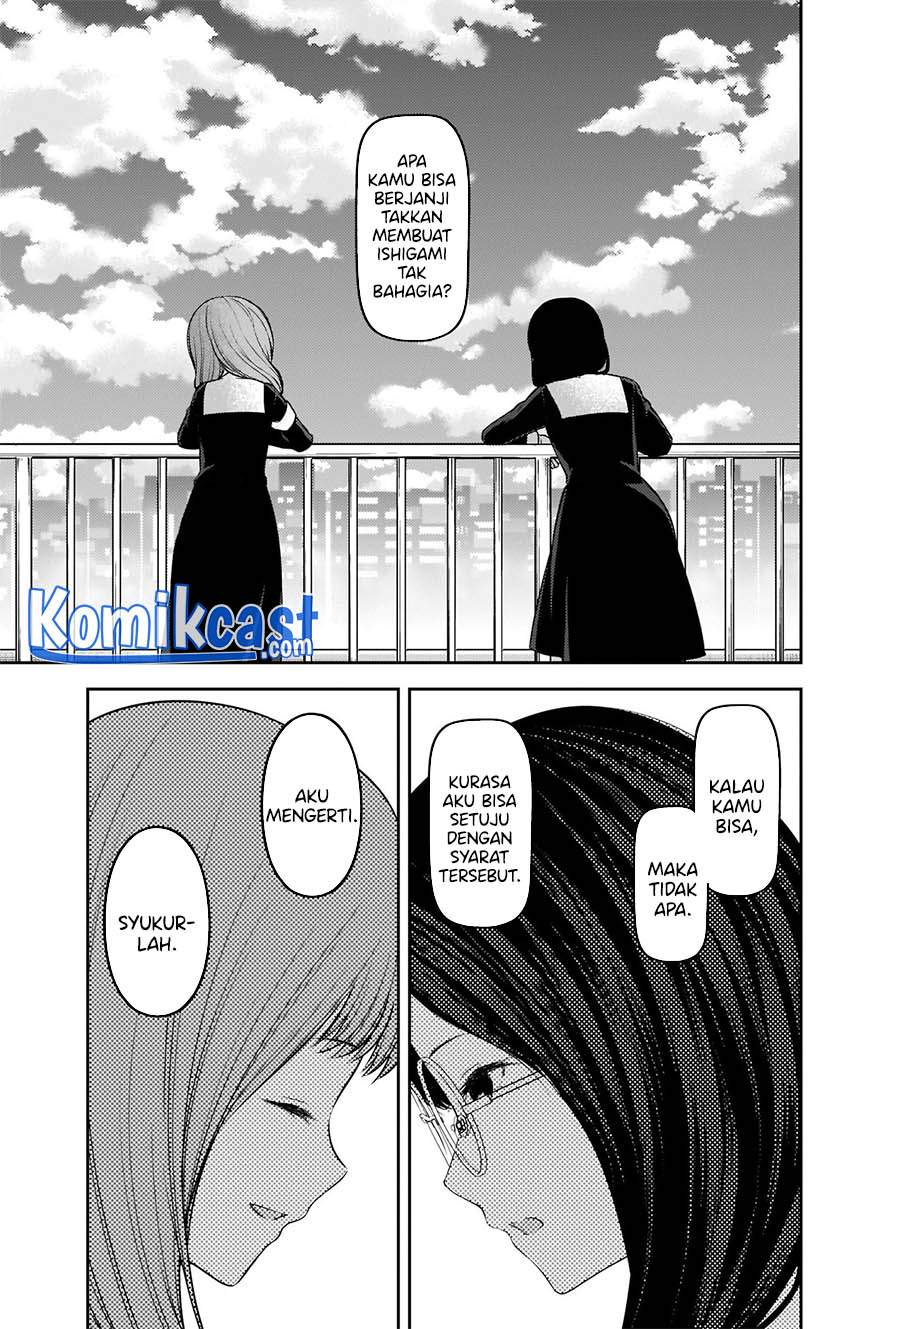 APA
KAMU BISA
BERJANJI
TAKKAN
MEMBUAT
ISHIGAMI
TAK
BAHAGIA?
Komikcast
.com
KALAU
KAMU
BISA,
MAKA
TIDAK
APA.
KURASA
AKU BISA
SETUJU
DENGAN
SYARAT
TERSEBUT.
AKU
MENGERTI.
SYUKUR-
LAH.